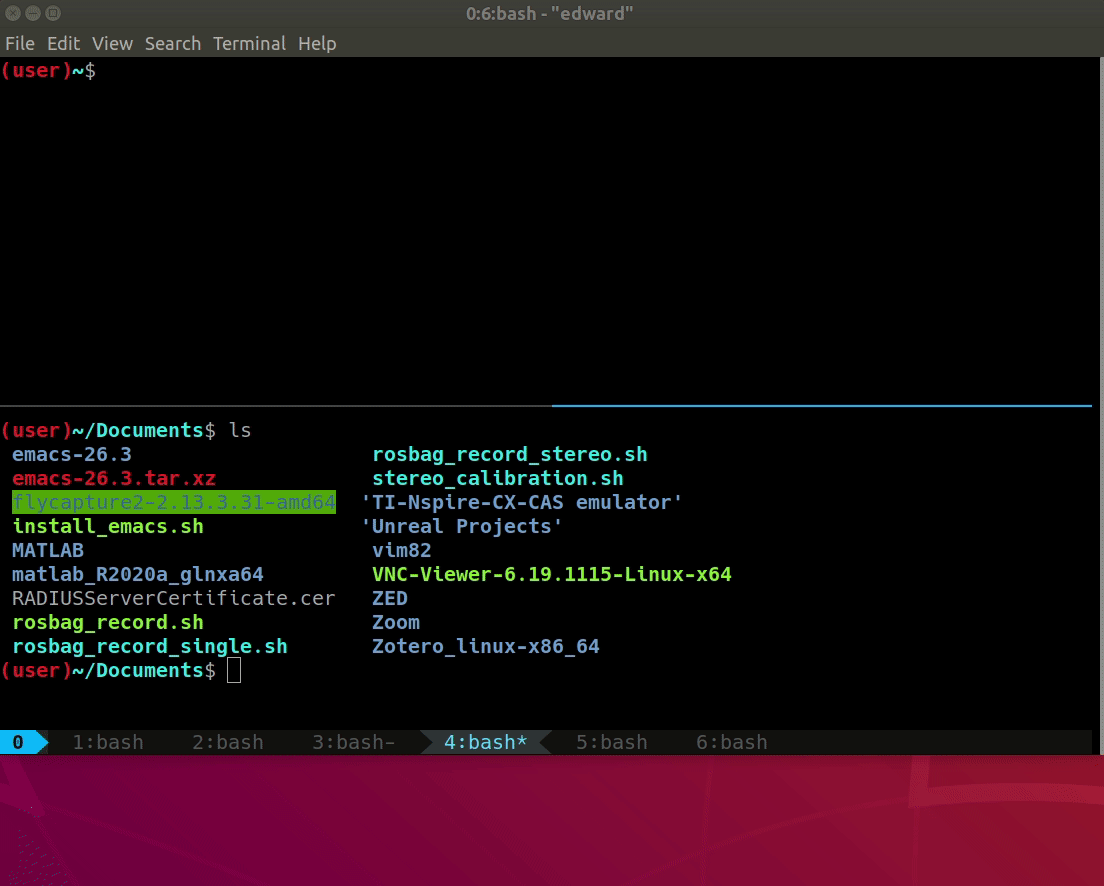 0:6:bash - "edward"
File Edit View Search Terminal Help
(user)~$
(user)~/Documents$ ls
emacs-26.3 rosbag_record_stereo.sh
emacs-26.3.tar.xz stereo_calibration.sh
flycapture2-2.13.3.31-amd64 'TI-Nspire-CX-CAS emulator'
install_emacs.sh 'Unreal Projects'
MATLAB vim82
matlab_R2020a_glnxa64 VNC-Viewer-6.19.1115-Linux-x64
RADIUSServerCertificate.cer ZED
rosbag_record.sh Zoom
rosbag_record_single.sh Zotero_linux-x86_64
(user)~/Documents$
0 1:bash 2:bash 3:bash- 4:bash* 5:bash 6:bash